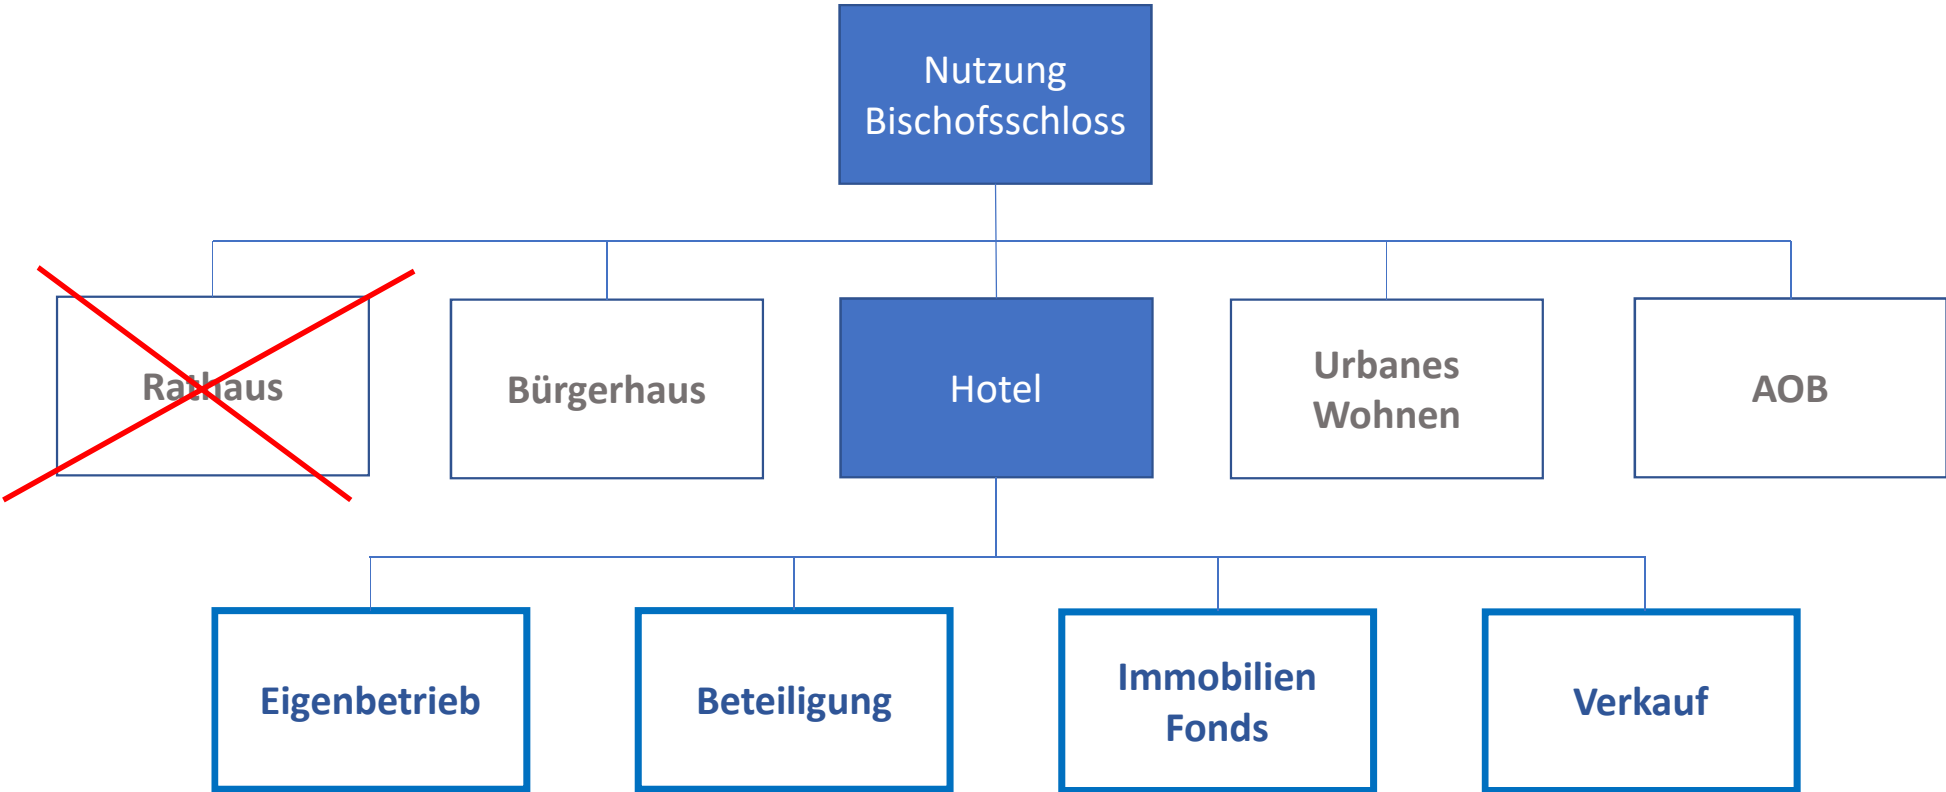 Nutzung
Bischofsschloss
Rathaus
Bürgerhaus
Hotel
Urbanes
Wohnen
AOB
Eigenbetrieb
Beteiligung
Immobilien
Fonds
Verkauf